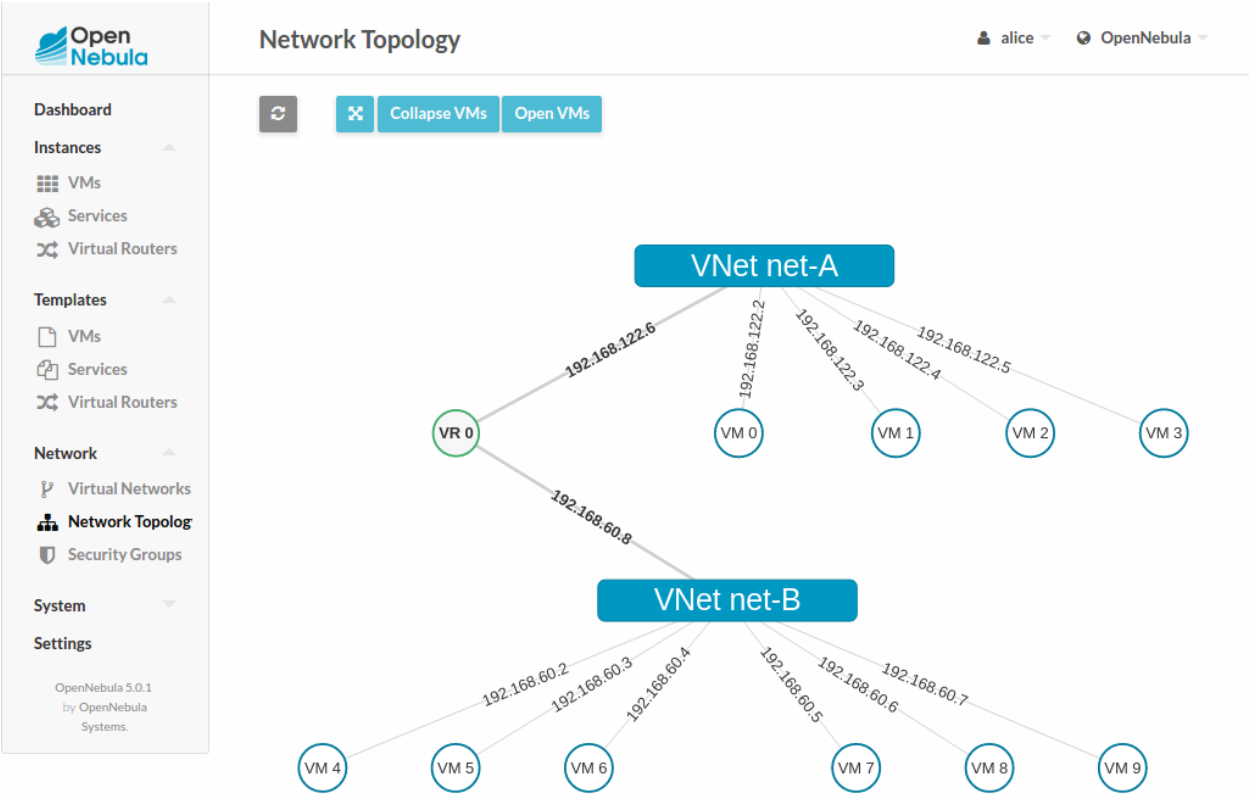 Open
Nebula
Network Topology
alice
OpenNebula
Dashboard
Collapse VMs
Open VMs
Instances
VMs
Services
Virtual Routers
Templates
VMs
Services
Virtual Routers
Network
Virtual Networks
Network Topolog
Security Groups
System
Settings
OpenNebula 5.0.1
by OpenNebula
Systems.
VNet net-A
192.168.122.6
192.168.122.2
192.168.122.3
192.168.122.4
192.168.122.5
VR 0
VM 0
VM 1
VM 2
VM 3
192.168.60.8
VNet net-B
192.168.60.2
192.168.60.3
192.168.60.4
192.168.60.5
192.168.60.6
192.168.60.7
VM 4
VM 5
VM 6
VM 7
VM 8
VM 9